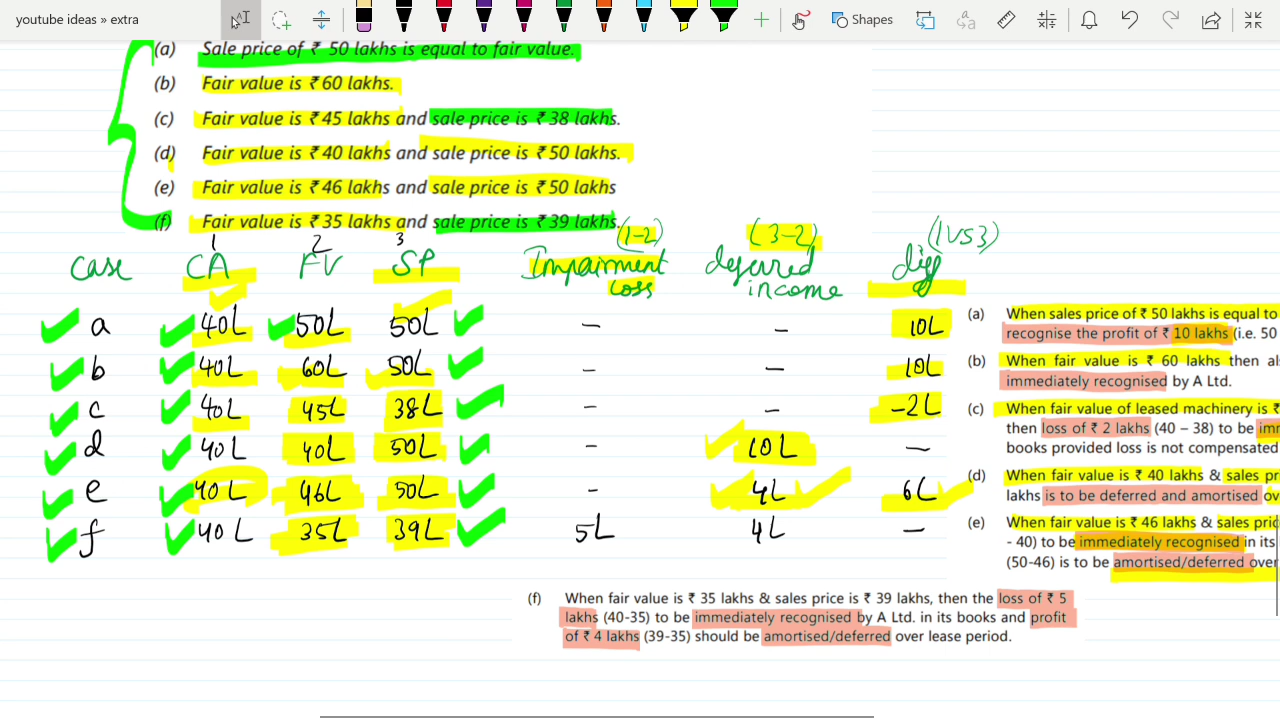 youtube ideas » extra
Shapes
(a) Sale price of ₹ 50 lakhs is equal to fair value.
(b) Fair value is ₹ 60 lakhs.
(c) Fair value is ₹ 45 lakhs and sale price is ₹ 38 lakhs.
(d) Fair value is ₹ 40 lakhs and sale price is ₹ 50 lakhs.
(e) Fair value is ₹ 46 lakhs and sale price is ₹ 50 lakhs
(f) Fair value is ₹ 35 lakhs and sale price is ₹ 39 lakhs.
1 2 3 (1-2) (3-2) (1 VS 3)
case CA FV SP Impairment loss deferred income diff
a 40L 50L 50L - - 10L
b 40L 60L 50L - - 10L
c 40L 45L 38L - - -2L
d 40L 40L 50L - 10L -
e 40L 46L 50L - 4L 6L
f 40L 35L 39L 5L 4L -
(a) When sales price of ₹ 50 lakhs is equal to
recognise the profit of ₹ 10 lakhs (i.e. 50
(b) When fair value is ₹ 60 lakhs then al
immediately recognised by A Ltd.
(c) When fair value of leased machinery is ₹
then loss of ₹ 2 lakhs (40 – 38) to be im
books provided loss is not compensated
(d) When fair value is ₹ 40 lakhs & sales pr
lakhs is to be deferred and amortised ov
(e) When fair value is ₹ 46 lakhs & sales pric
- 40) to be immediately recognised in its
(50-46) is to be amortised/deferred over
(f) When fair value is ₹ 35 lakhs & sales price is ₹ 39 lakhs, then the loss of ₹ 5
lakhs (40-35) to be immediately recognised by A Ltd. in its books and profit
of ₹ 4 lakhs (39-35) should be amortised/deferred over lease period.